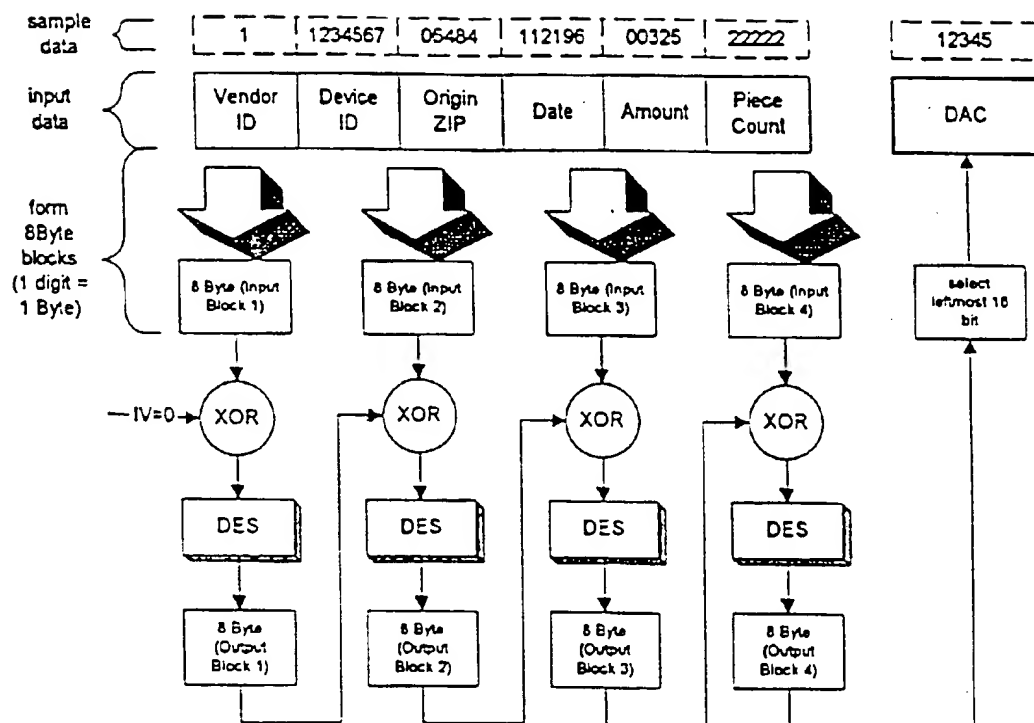 sample
data
1 1234567 05484 112196 00325 22222 12345
input
data
Vendor
ID
Device
ID
Origin
ZIP
Date
Amount
Piece
Count
DAC
form
8Byte
blocks
(1 digit =
1 Byte)
8 Byte (Input
Block 1)
8 Byte (Input
Block 2)
8 Byte (Input
Block 3)
8 Byte (Input
Block 4)
select
leftmost 16
bit
IV=0
XOR
XOR
XOR
XOR
DES
DES
DES
DES
8 Byte
(Output
Block 1)
8 Byte
(Output
Block 2)
8 Byte
(Output
Block 3)
8 Byte
(Output
Block 4)